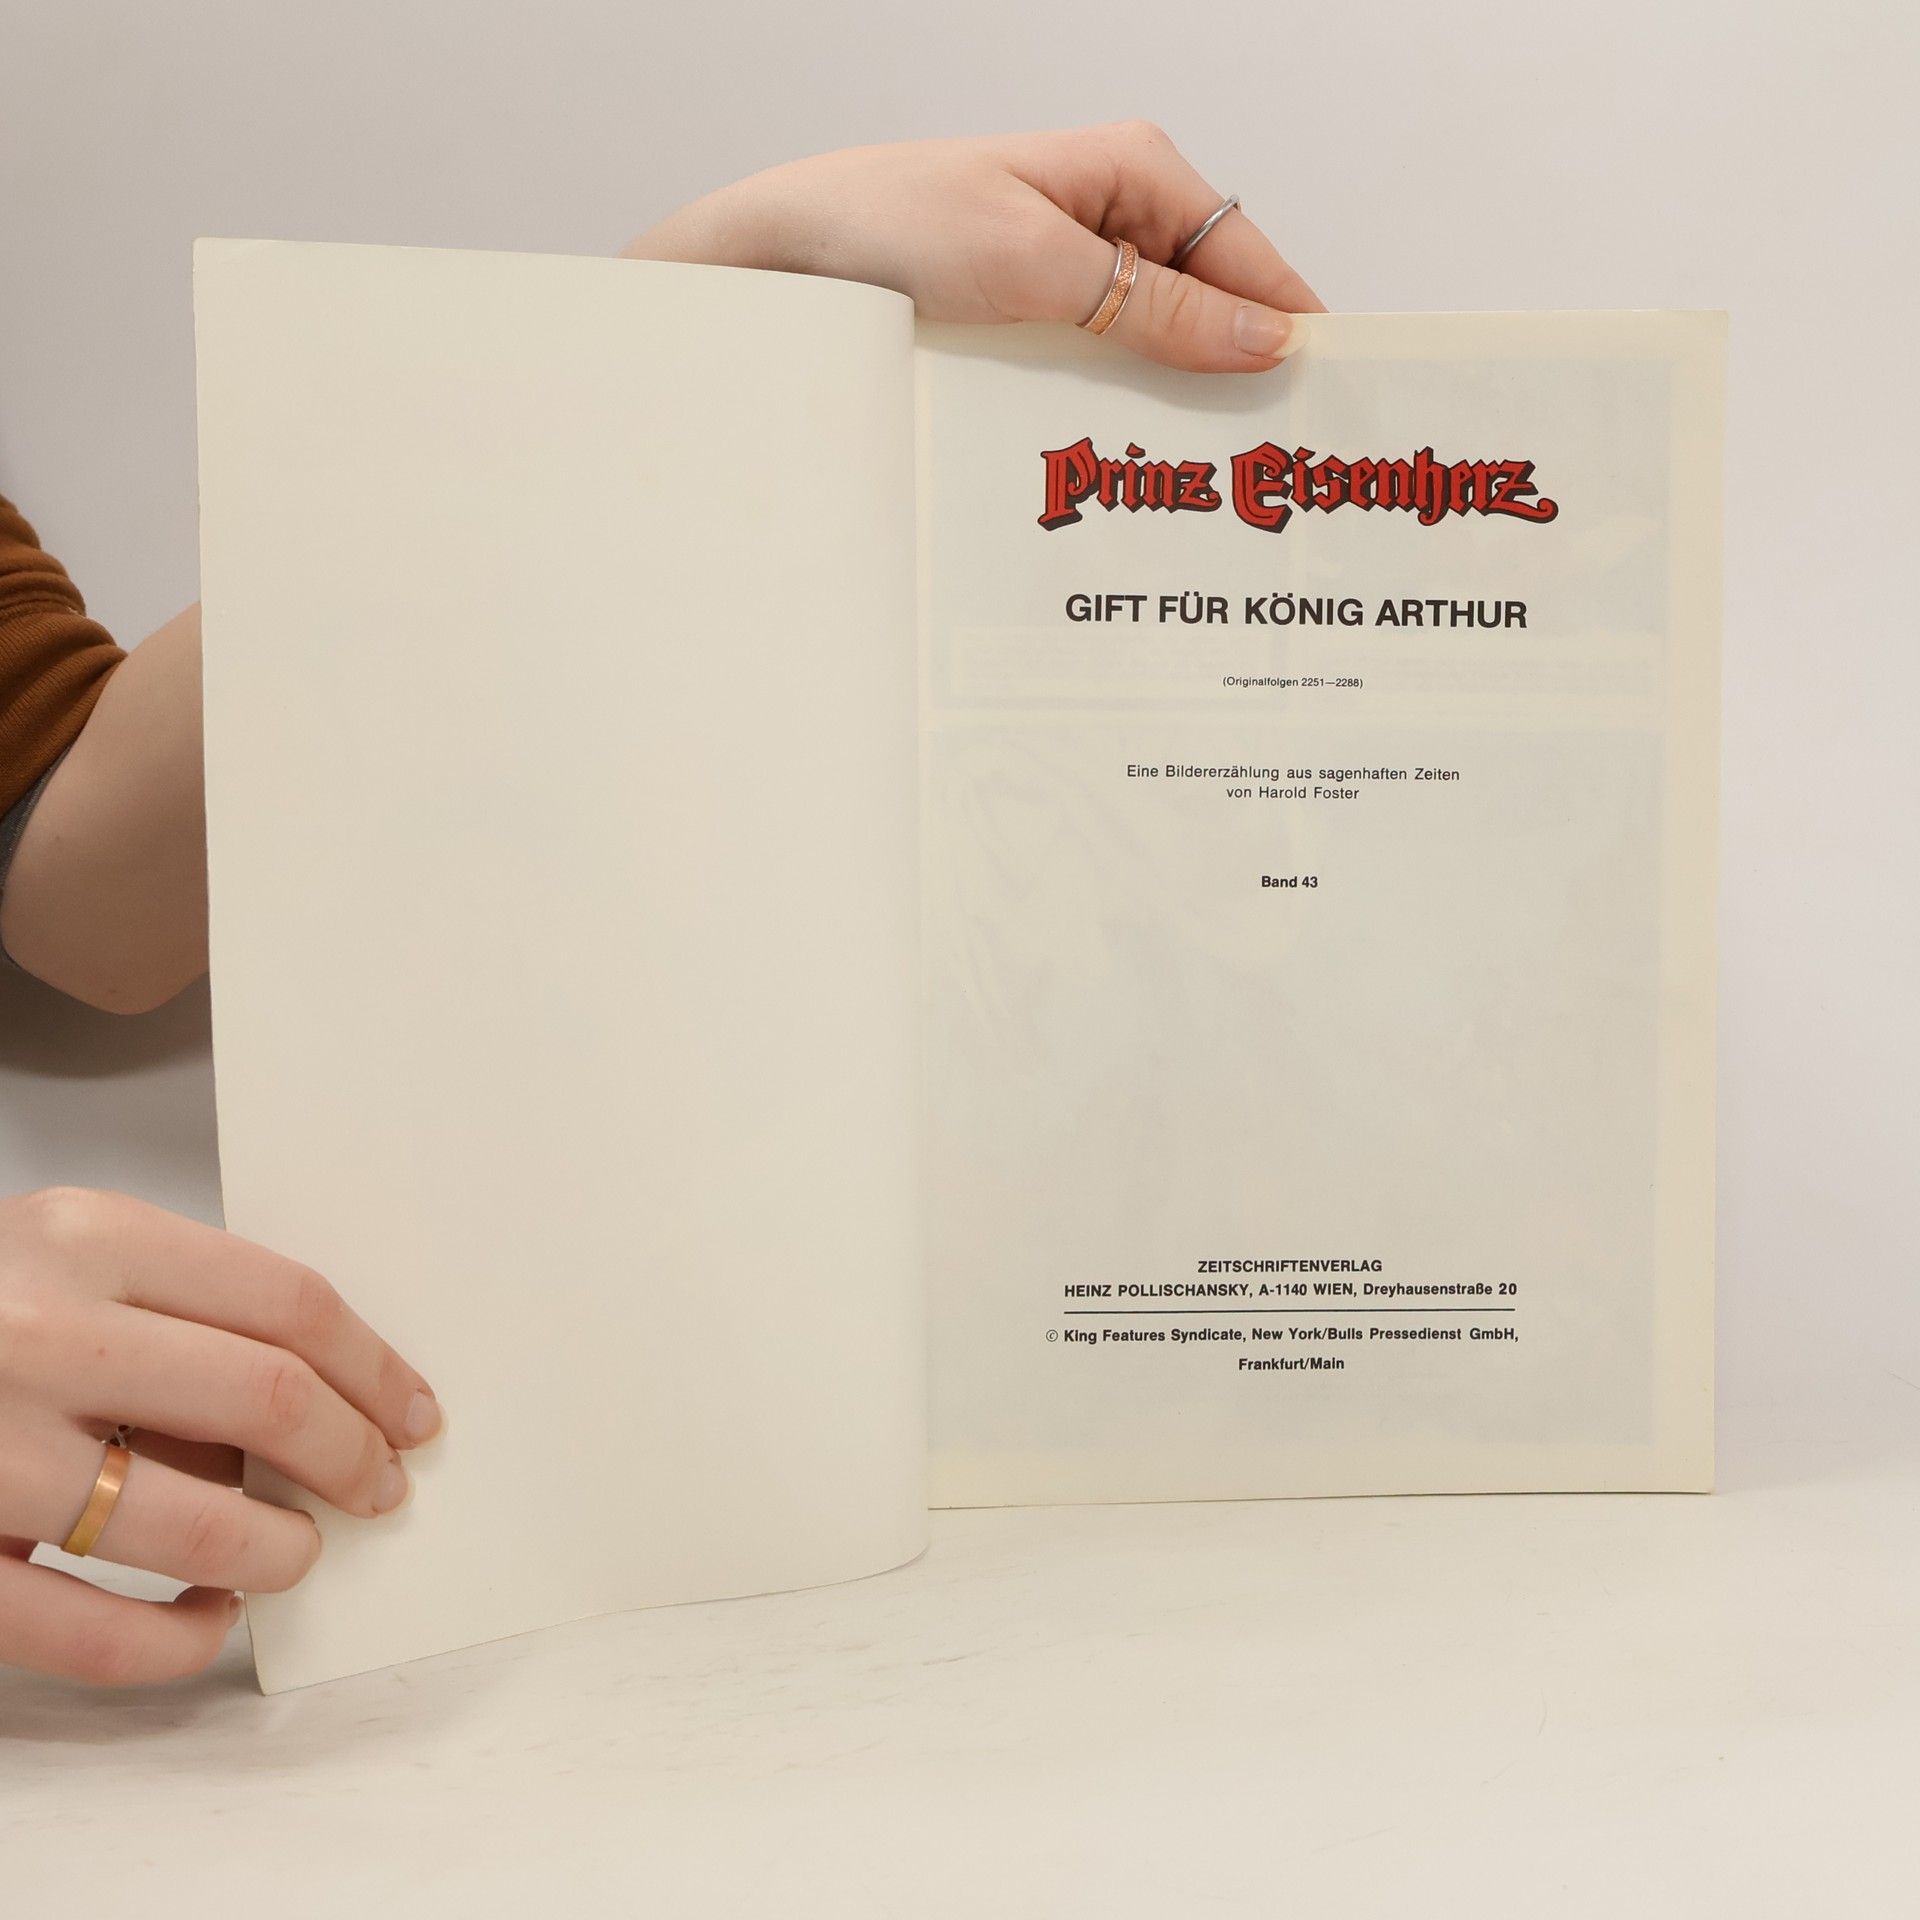 Prinz Eisenherz
GIFT FÜR KÖNIG ARTHUR
(Originalfolgen 2251—2288)
Eine Bildererzählung aus sagenhaften Zeiten
von Harold Foster
Band 43
ZEITSCHRIFTENVERLAG
HEINZ POLLISCHANSKY, A-1140 WIEN, Dreyhausenstraße 20
© King Features Syndicate, New York/Bulls Pressedienst GmbH,
Frankfurt/Main